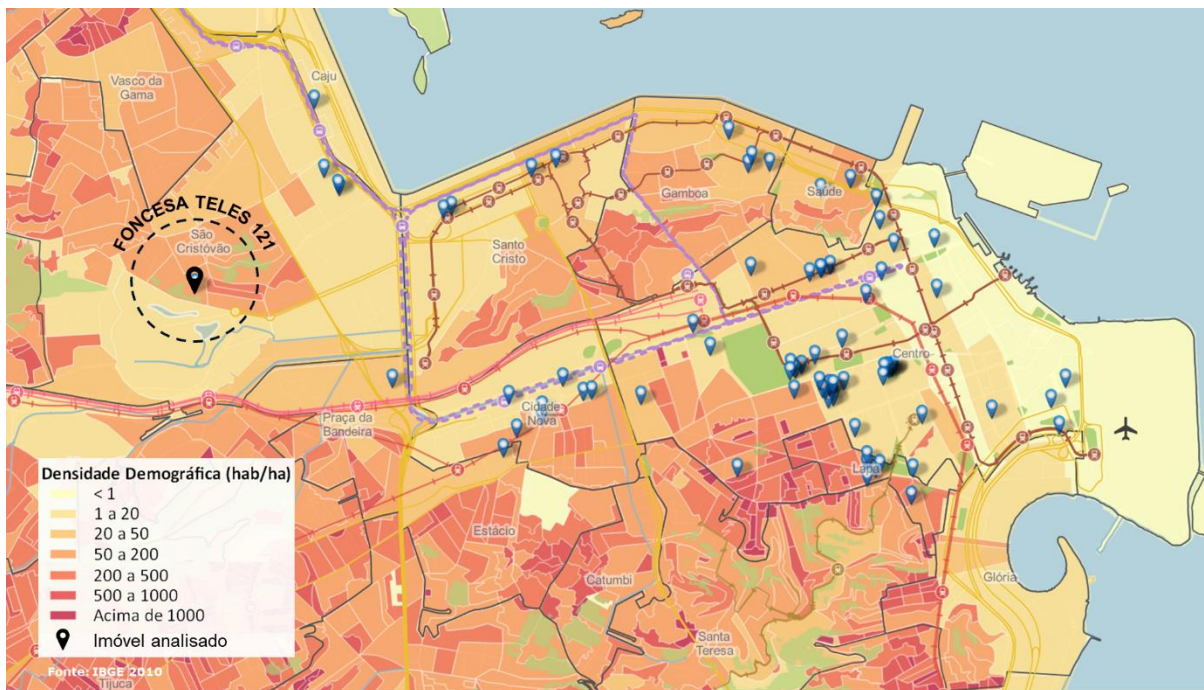 Caju
Vasco da
Gama
FONCESA TELES 121
São
Cristóvão
Gamboa
Saúde
Santo
Cristo
Centro
Praça da
Bandeira
Cidade
Nova
Lapa
Estácio
Catumbi
Glória
Santa
Teresa
Tijuca
Densidade Demográfica (hab/ha)
< 1
1 a 20
20 a 50
50 a 200
200 a 500
500 a 1000
Acima de 1000
Imóvel analisado
Fonte: IBGE 2010